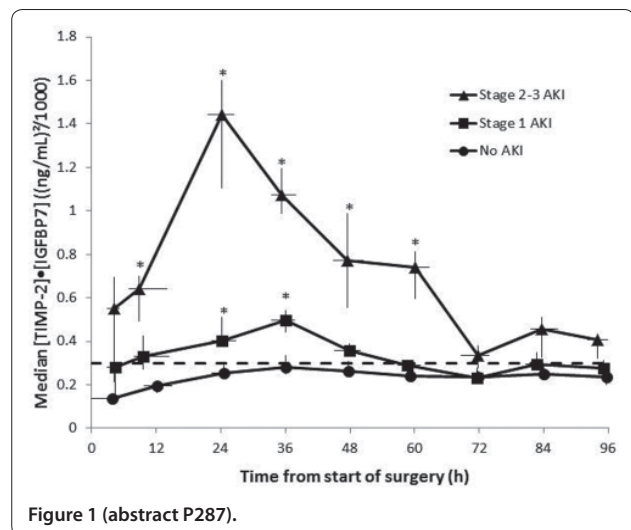 1.8
1.6
1.4
1.2
1
0.8
0.6
0.4
0.2
0
Median [TIMP-2]•[IGFBP7] ((ng/mL)²/1000)
*
*
*
*
*
*
*
Stage 2-3 AKI
Stage 1 AKI
No AKI
0 12 24 36 48 60 72 84 96
Time from start of surgery (h)
Figure 1 (abstract P287).